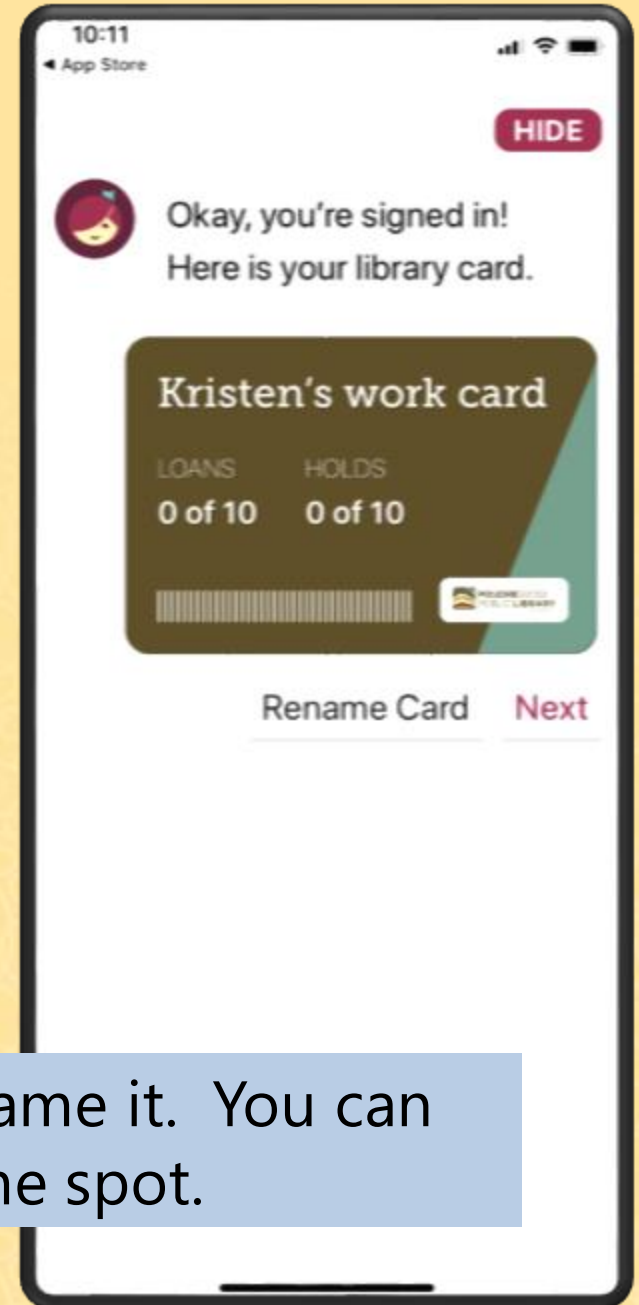 10:11
◀ App Store
HIDE
Okay, you're signed in!
Here is your library card.
Kristen's work card
LOANS HOLDS
0 of 10 0 of 10
Rename Card Next
ame it. You can
ne spot.